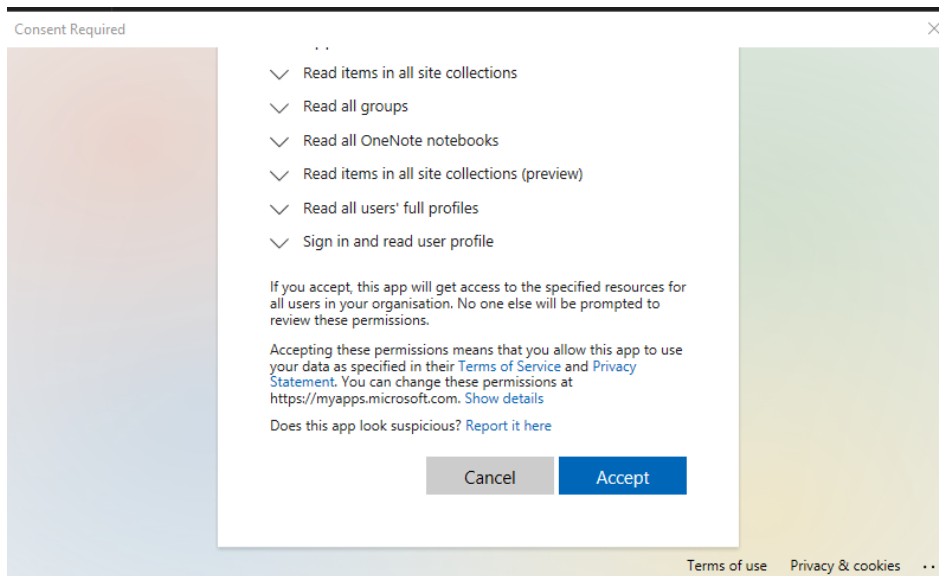 Consent Required
Read items in all site collections
Read all groups
Read all OneNote notebooks
Read items in all site collections (preview)
Read all users' full profiles
Sign in and read user profile
If you accept, this app will get access to the specified resources for
all users in your organisation. No one else will be prompted to
review these permissions.
Accepting these permissions means that you allow this app to use
your data as specified in their Terms of Service and Privacy
Statement. You can change these permissions at
https://myapps.microsoft.com. Show details
Does this app look suspicious? Report it here
Cancel Accept
Terms of use Privacy & cookies